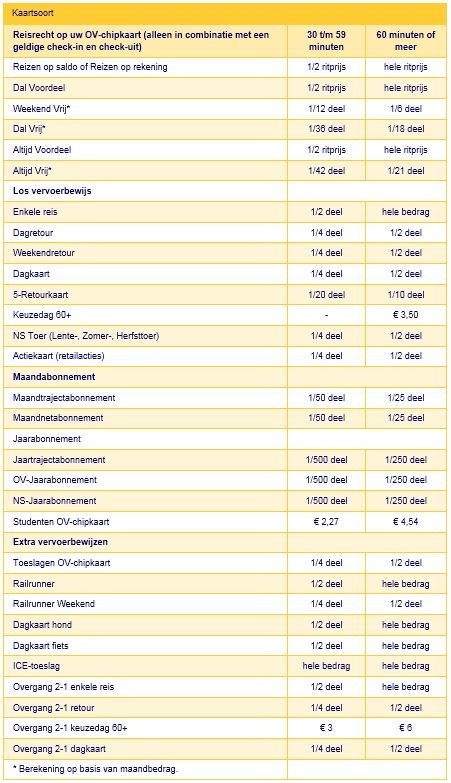 Kaartsoort
Reisrecht op uw OV-chipkaart (alleen in combinatie met een geldige check-in en check-uit) 30 t/m 59 minuten 60 minuten of meer
Reizen op saldo of Reizen op rekening 1/2 ritprijs hele ritprijs
Dal Voordeel 1/2 ritprijs hele ritprijs
Weekend Vrij* 1/12 deel 1/6 deel
Dal Vrij* 1/36 deel 1/18 deel
Altijd Voordeel 1/2 ritprijs hele ritprijs
Altijd Vrij* 1/42 deel 1/21 deel
Los vervoerbewijs
Enkele reis 1/2 deel hele bedrag
Dagretour 1/4 deel 1/2 deel
Weekendretour 1/4 deel 1/2 deel
Dagkaart 1/4 deel 1/2 deel
5-Retourkaart 1/20 deel 1/10 deel
Keuzedag 60+ - € 3,50
NS Toer (Lente-, Zomer-, Herfsttoer) 1/4 deel 1/2 deel
Actiekaart (retailacties) 1/4 deel 1/2 deel
Maandabonnement
Maandtrajectabonnement 1/50 deel 1/25 deel
Maandnetabonnement 1/50 deel 1/25 deel
Jaarabonnement
Jaartrajectabonnement 1/500 deel 1/250 deel
OV-Jaarabonnement 1/500 deel 1/250 deel
NS-Jaarabonnement 1/500 deel 1/250 deel
Studenten OV-chipkaart € 2,27 € 4,54
Extra vervoerbewijzen
Toeslagen OV-chipkaart 1/4 deel 1/2 deel
Railrunner 1/2 deel hele bedrag
Railrunner Weekend 1/4 deel 1/2 deel
Dagkaart hond 1/2 deel hele bedrag
Dagkaart fiets 1/2 deel hele bedrag
ICE-toeslag hele bedrag hele bedrag
Overgang 2-1 enkele reis 1/2 deel hele bedrag
Overgang 2-1 retour 1/4 deel 1/2 deel
Overgang 2-1 keuzedag 60+ € 3 € 6
Overgang 2-1 dagkaart 1/4 deel 1/2 deel
* Berekening op basis van maandbedrag.